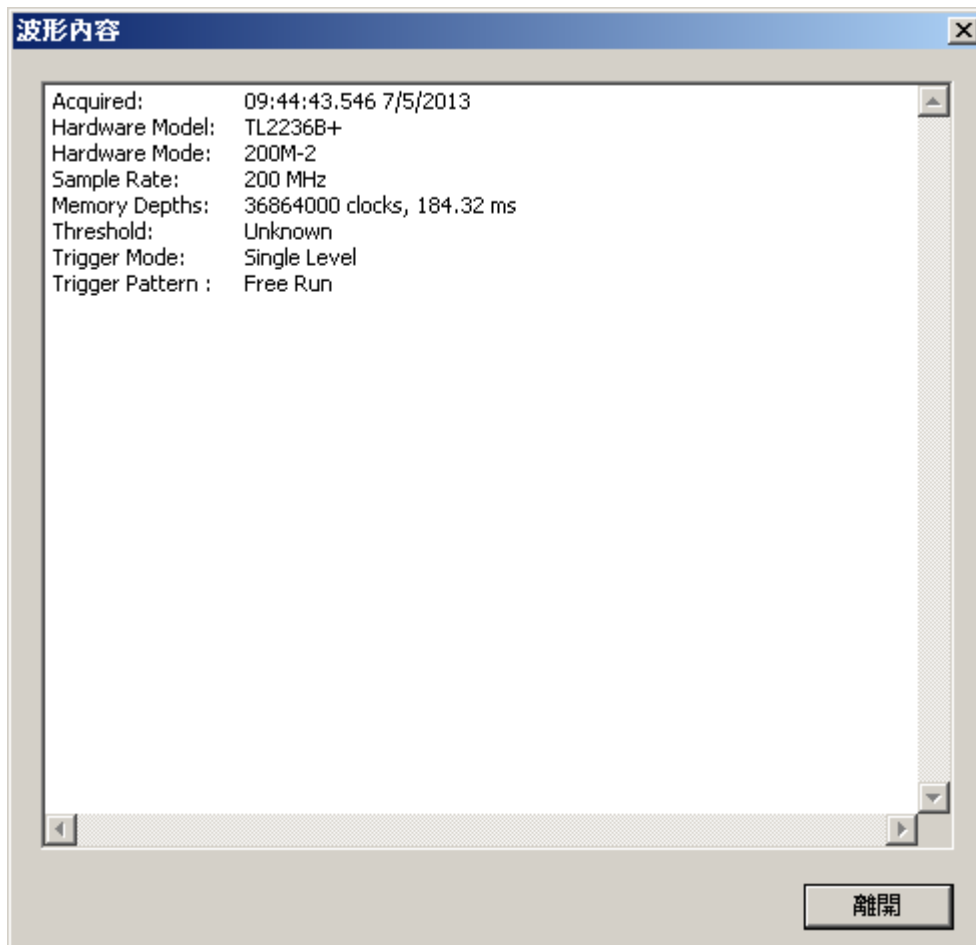 波形內容
Acquired: 09:44:43.546 7/5/2013
Hardware Model: TL2236B+
Hardware Mode: 200M-2
Sample Rate: 200 MHz
Memory Depths: 36864000 clocks, 184.32 ms
Threshold: Unknown
Trigger Mode: Single Level
Trigger Pattern : Free Run
離開